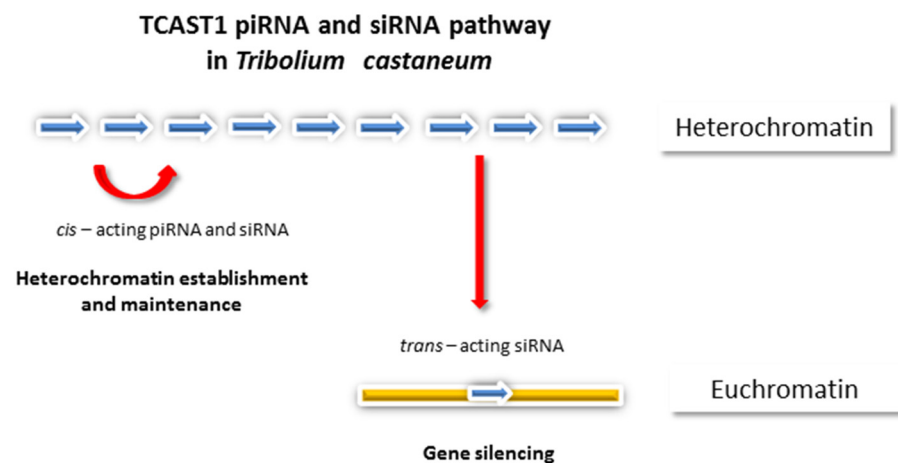 TCAST1 piRNA and siRNA pathway
in Tribolium castaneum
Heterochromatin
cis – acting piRNA and siRNA
Heterochromatin establishment
and maintenance
trans – acting siRNA
Euchromatin
Gene silencing